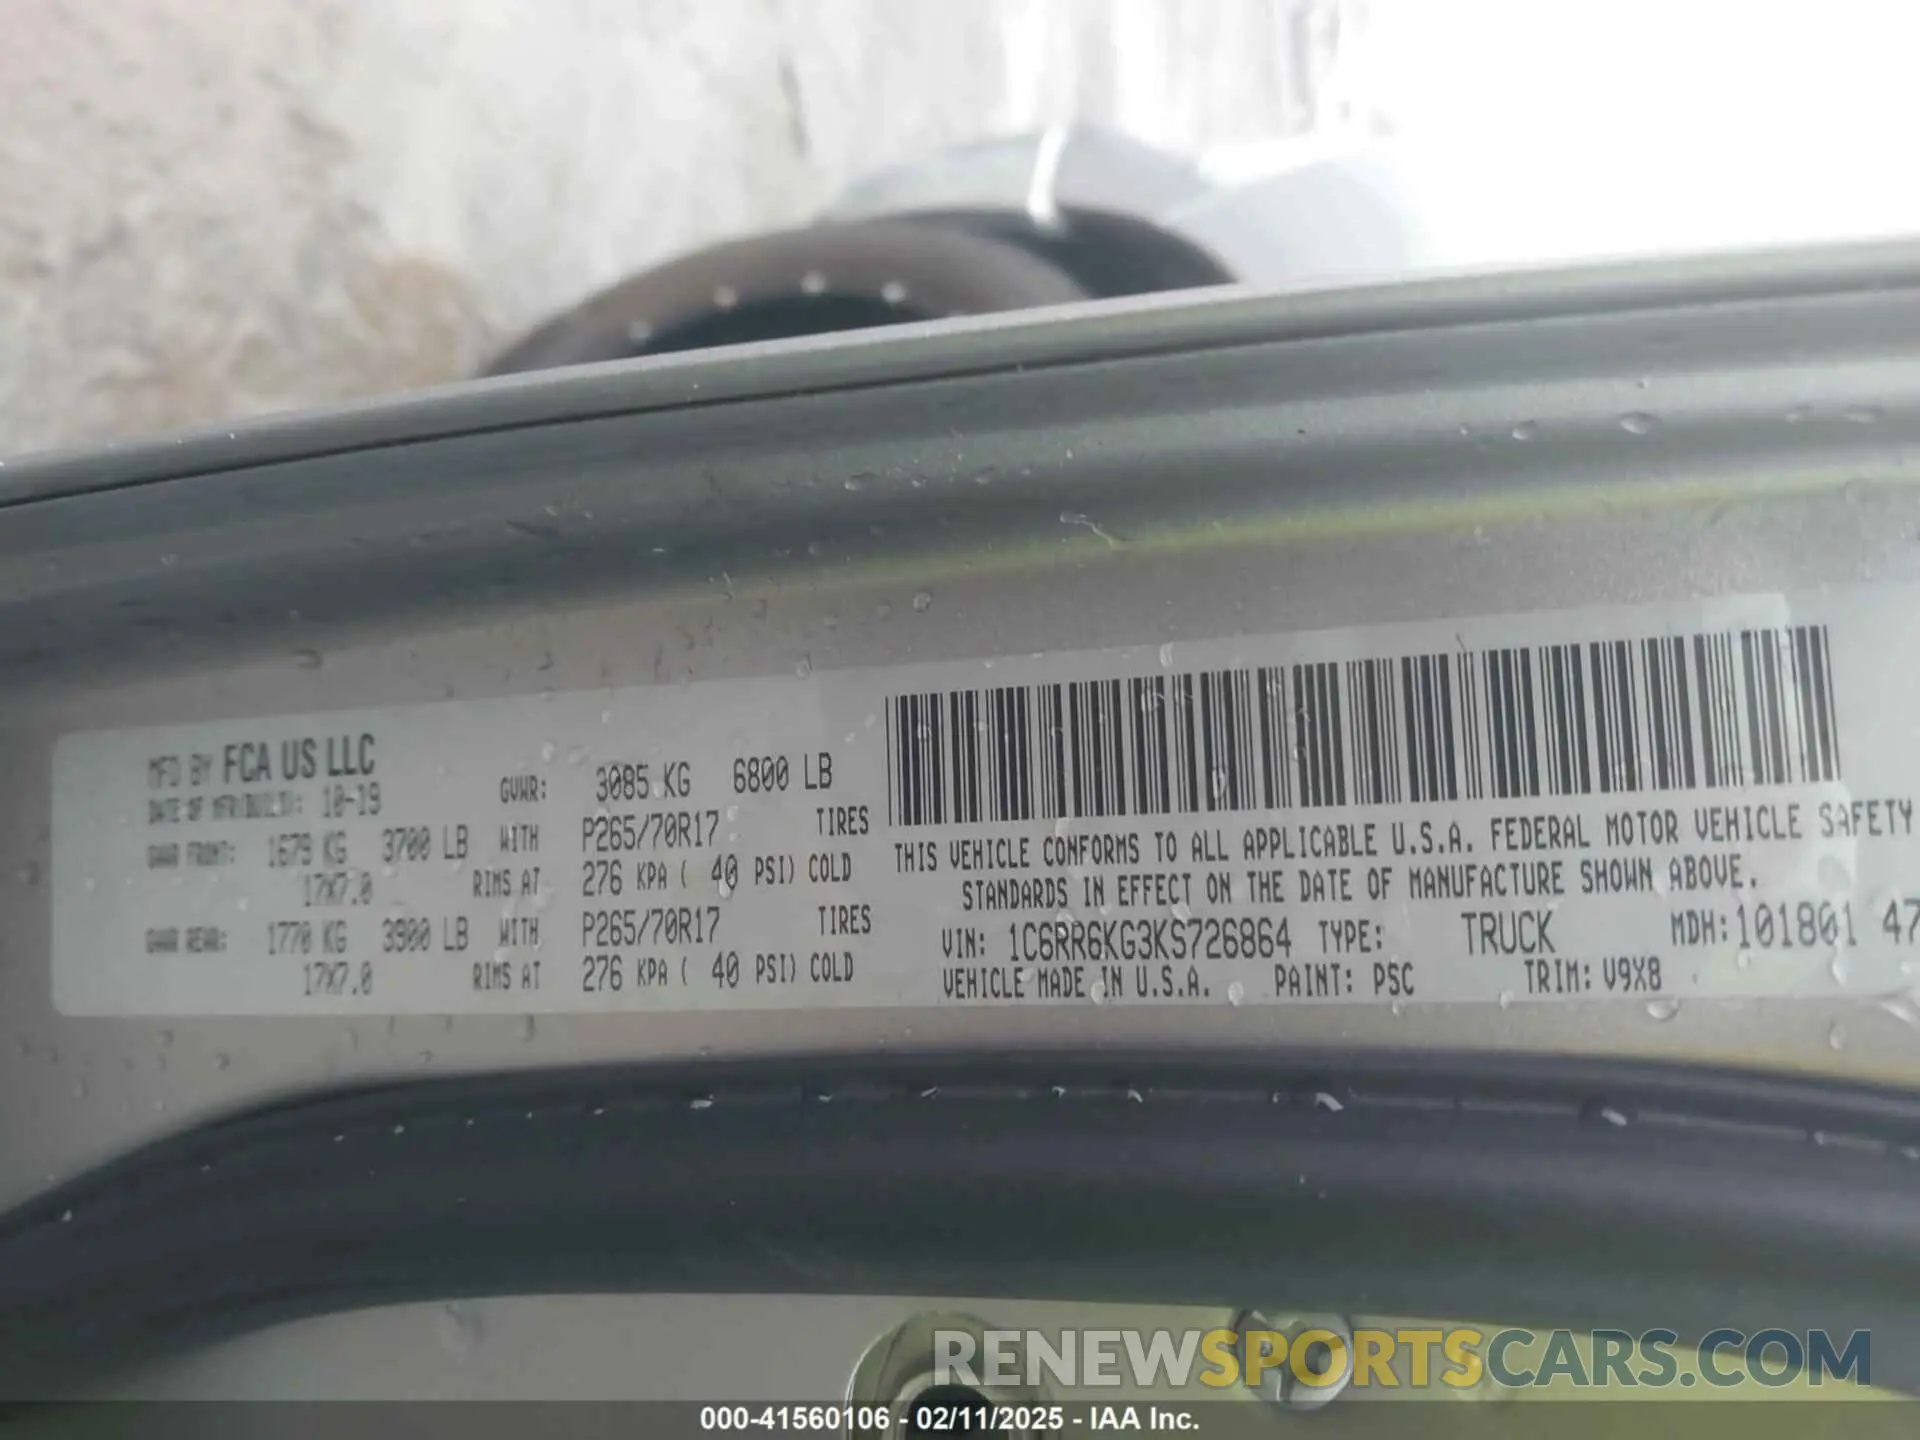 MFD BY FCA US LLC
DATE OF MFR(BUILD): 10-19 GVWR: 3085 KG 6800 LB
GAWR FRONT: 1679 KG 3700 LB WITH P265/70R17 TIRES
17X7.0 RIMS AT 276 KPA ( 40 PSI) COLD
GAWR REAR: 1770 KG 3900 LB WITH P265/70R17 TIRES
17X7.0 RIMS AT 276 KPA ( 40 PSI) COLD
THIS VEHICLE CONFORMS TO ALL APPLICABLE U.S.A. FEDERAL MOTOR VEHICLE SAFETY
STANDARDS IN EFFECT ON THE DATE OF MANUFACTURE SHOWN ABOVE.
VIN: 1C6RR6KG3KS726864 TYPE: TRUCK MDH: 101801 47
VEHICLE MADE IN U.S.A. PAINT: PSC TRIM: V9X8
RENEWSPORTSCARS.COM
000-41560106 - 02/11/2025 - IAA Inc.